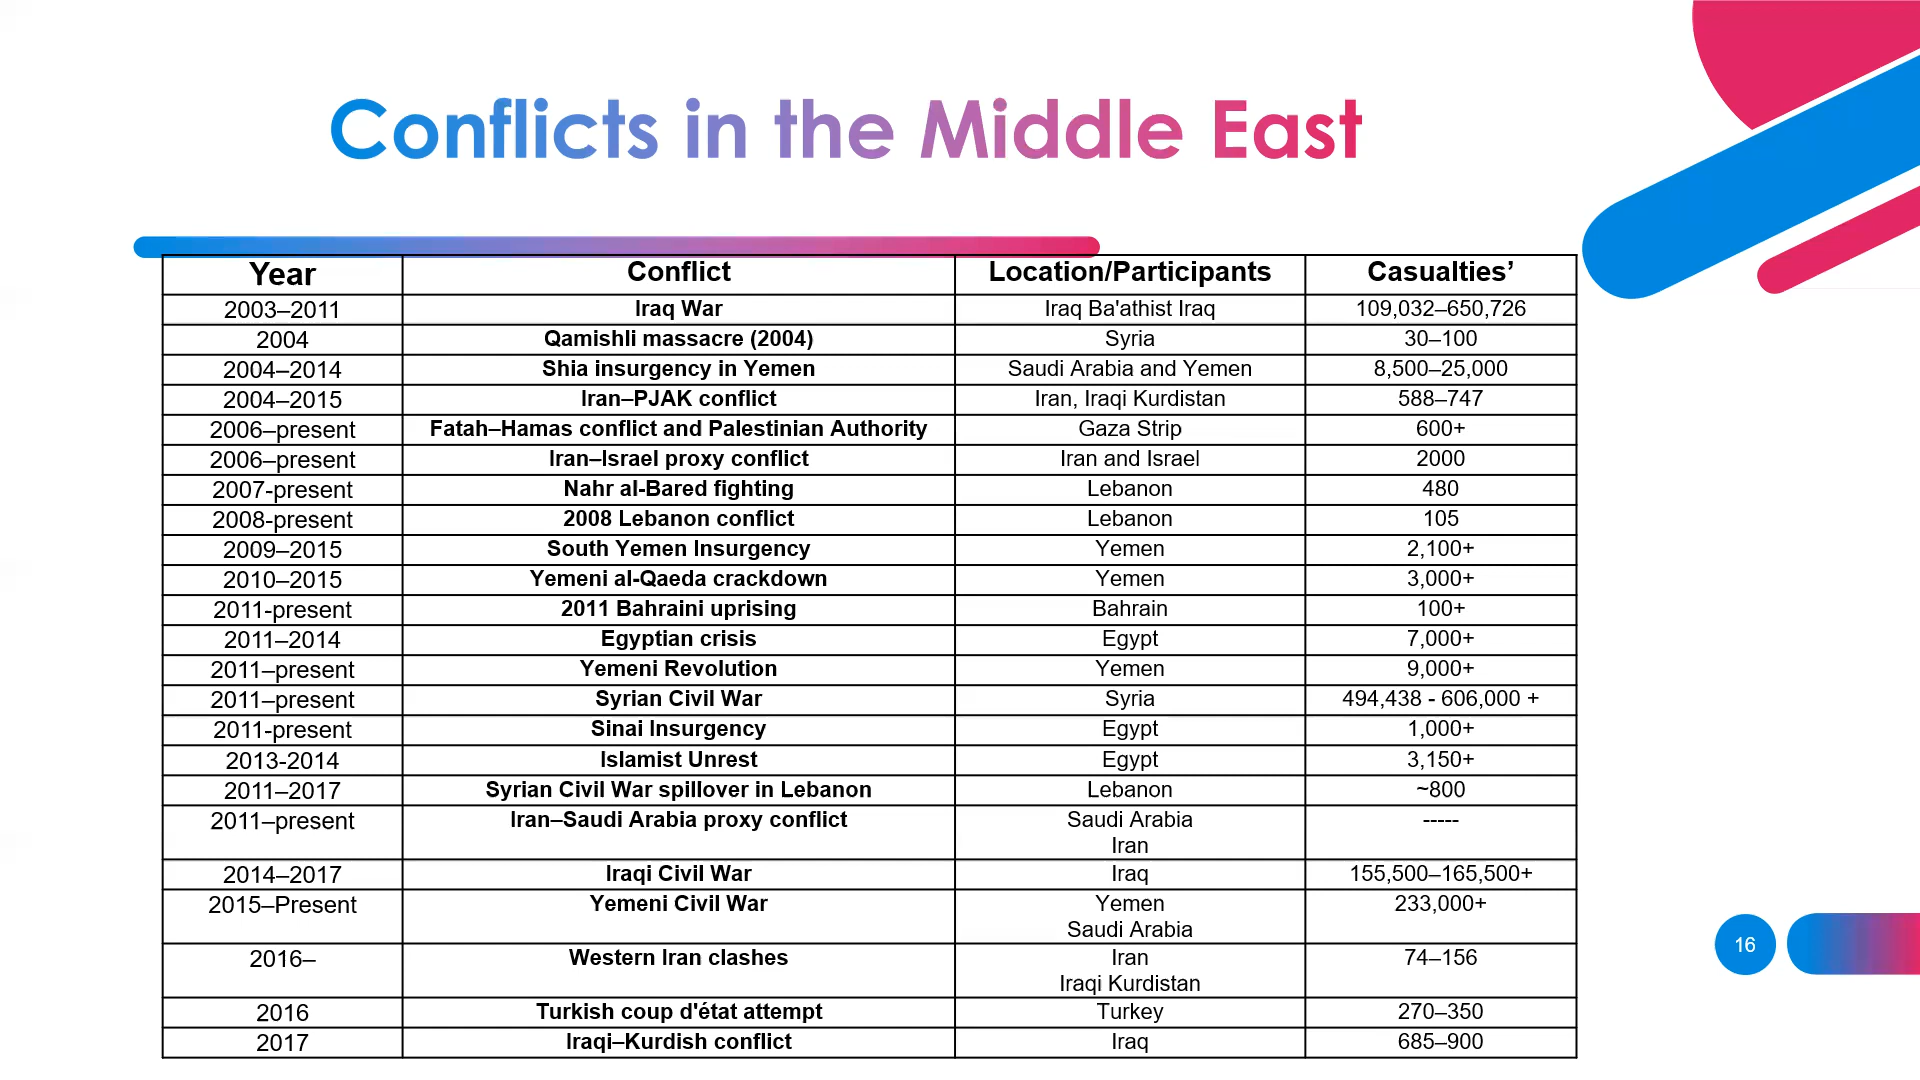 Conflicts in the Middle East
Year Conflict Location/Participants Casualties’
2003–2011 Iraq War Iraq Ba'athist Iraq 109,032–650,726
2004 Qamishli massacre (2004) Syria 30–100
2004–2014 Shia insurgency in Yemen Saudi Arabia and Yemen 8,500–25,000
2004–2015 Iran–PJAK conflict Iran, Iraqi Kurdistan 588–747
2006–present Fatah–Hamas conflict and Palestinian Authority Gaza Strip 600+
2006–present Iran–Israel proxy conflict Iran and Israel 2000
2007-present Nahr al-Bared fighting Lebanon 480
2008-present 2008 Lebanon conflict Lebanon 105
2009–2015 South Yemen Insurgency Yemen 2,100+
2010–2015 Yemeni al-Qaeda crackdown Yemen 3,000+
2011-present 2011 Bahraini uprising Bahrain 100+
2011–2014 Egyptian crisis Egypt 7,000+
2011–present Yemeni Revolution Yemen 9,000+
2011–present Syrian Civil War Syria 494,438 - 606,000 +
2011-present Sinai Insurgency Egypt 1,000+
2013-2014 Islamist Unrest Egypt 3,150+
2011–2017 Syrian Civil War spillover in Lebanon Lebanon ~800
2011–present Iran–Saudi Arabia proxy conflict Saudi Arabia -----
Iran
2014–2017 Iraqi Civil War Iraq 155,500–165,500+
2015–Present Yemeni Civil War Yemen 233,000+
Saudi Arabia
2016– Western Iran clashes Iran 74–156
Iraqi Kurdistan
2016 Turkish coup d'état attempt Turkey 270–350
2017 Iraqi–Kurdish conflict Iraq 685–900
16